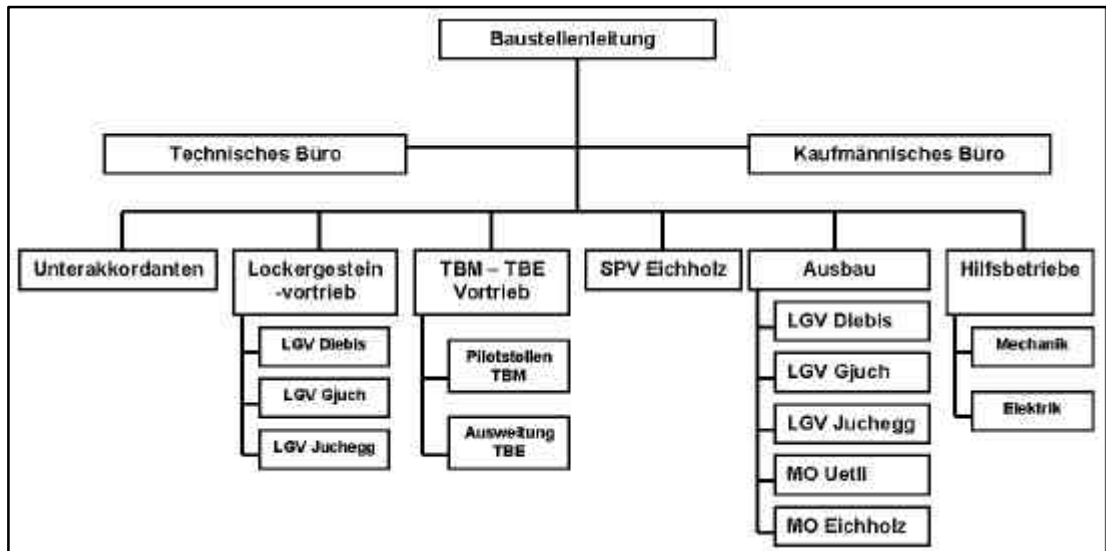 Baustellenleitung
Technisches Büro
Kaufmännisches Büro
Unterakkordanten
Lockergestein
-vortrieb
LGV Diebis
LGV Gjuch
LGV Juchegg
TBM – TBE
Vortrieb
Pilotstollen
TBM
Ausweitung
TBE
SPV Eichholz
Ausbau
LGV Diebis
LGV Gjuch
LGV Juchegg
MO Uetli
MO Eichholz
Hilfsbetriebe
Mechanik
Elektrik